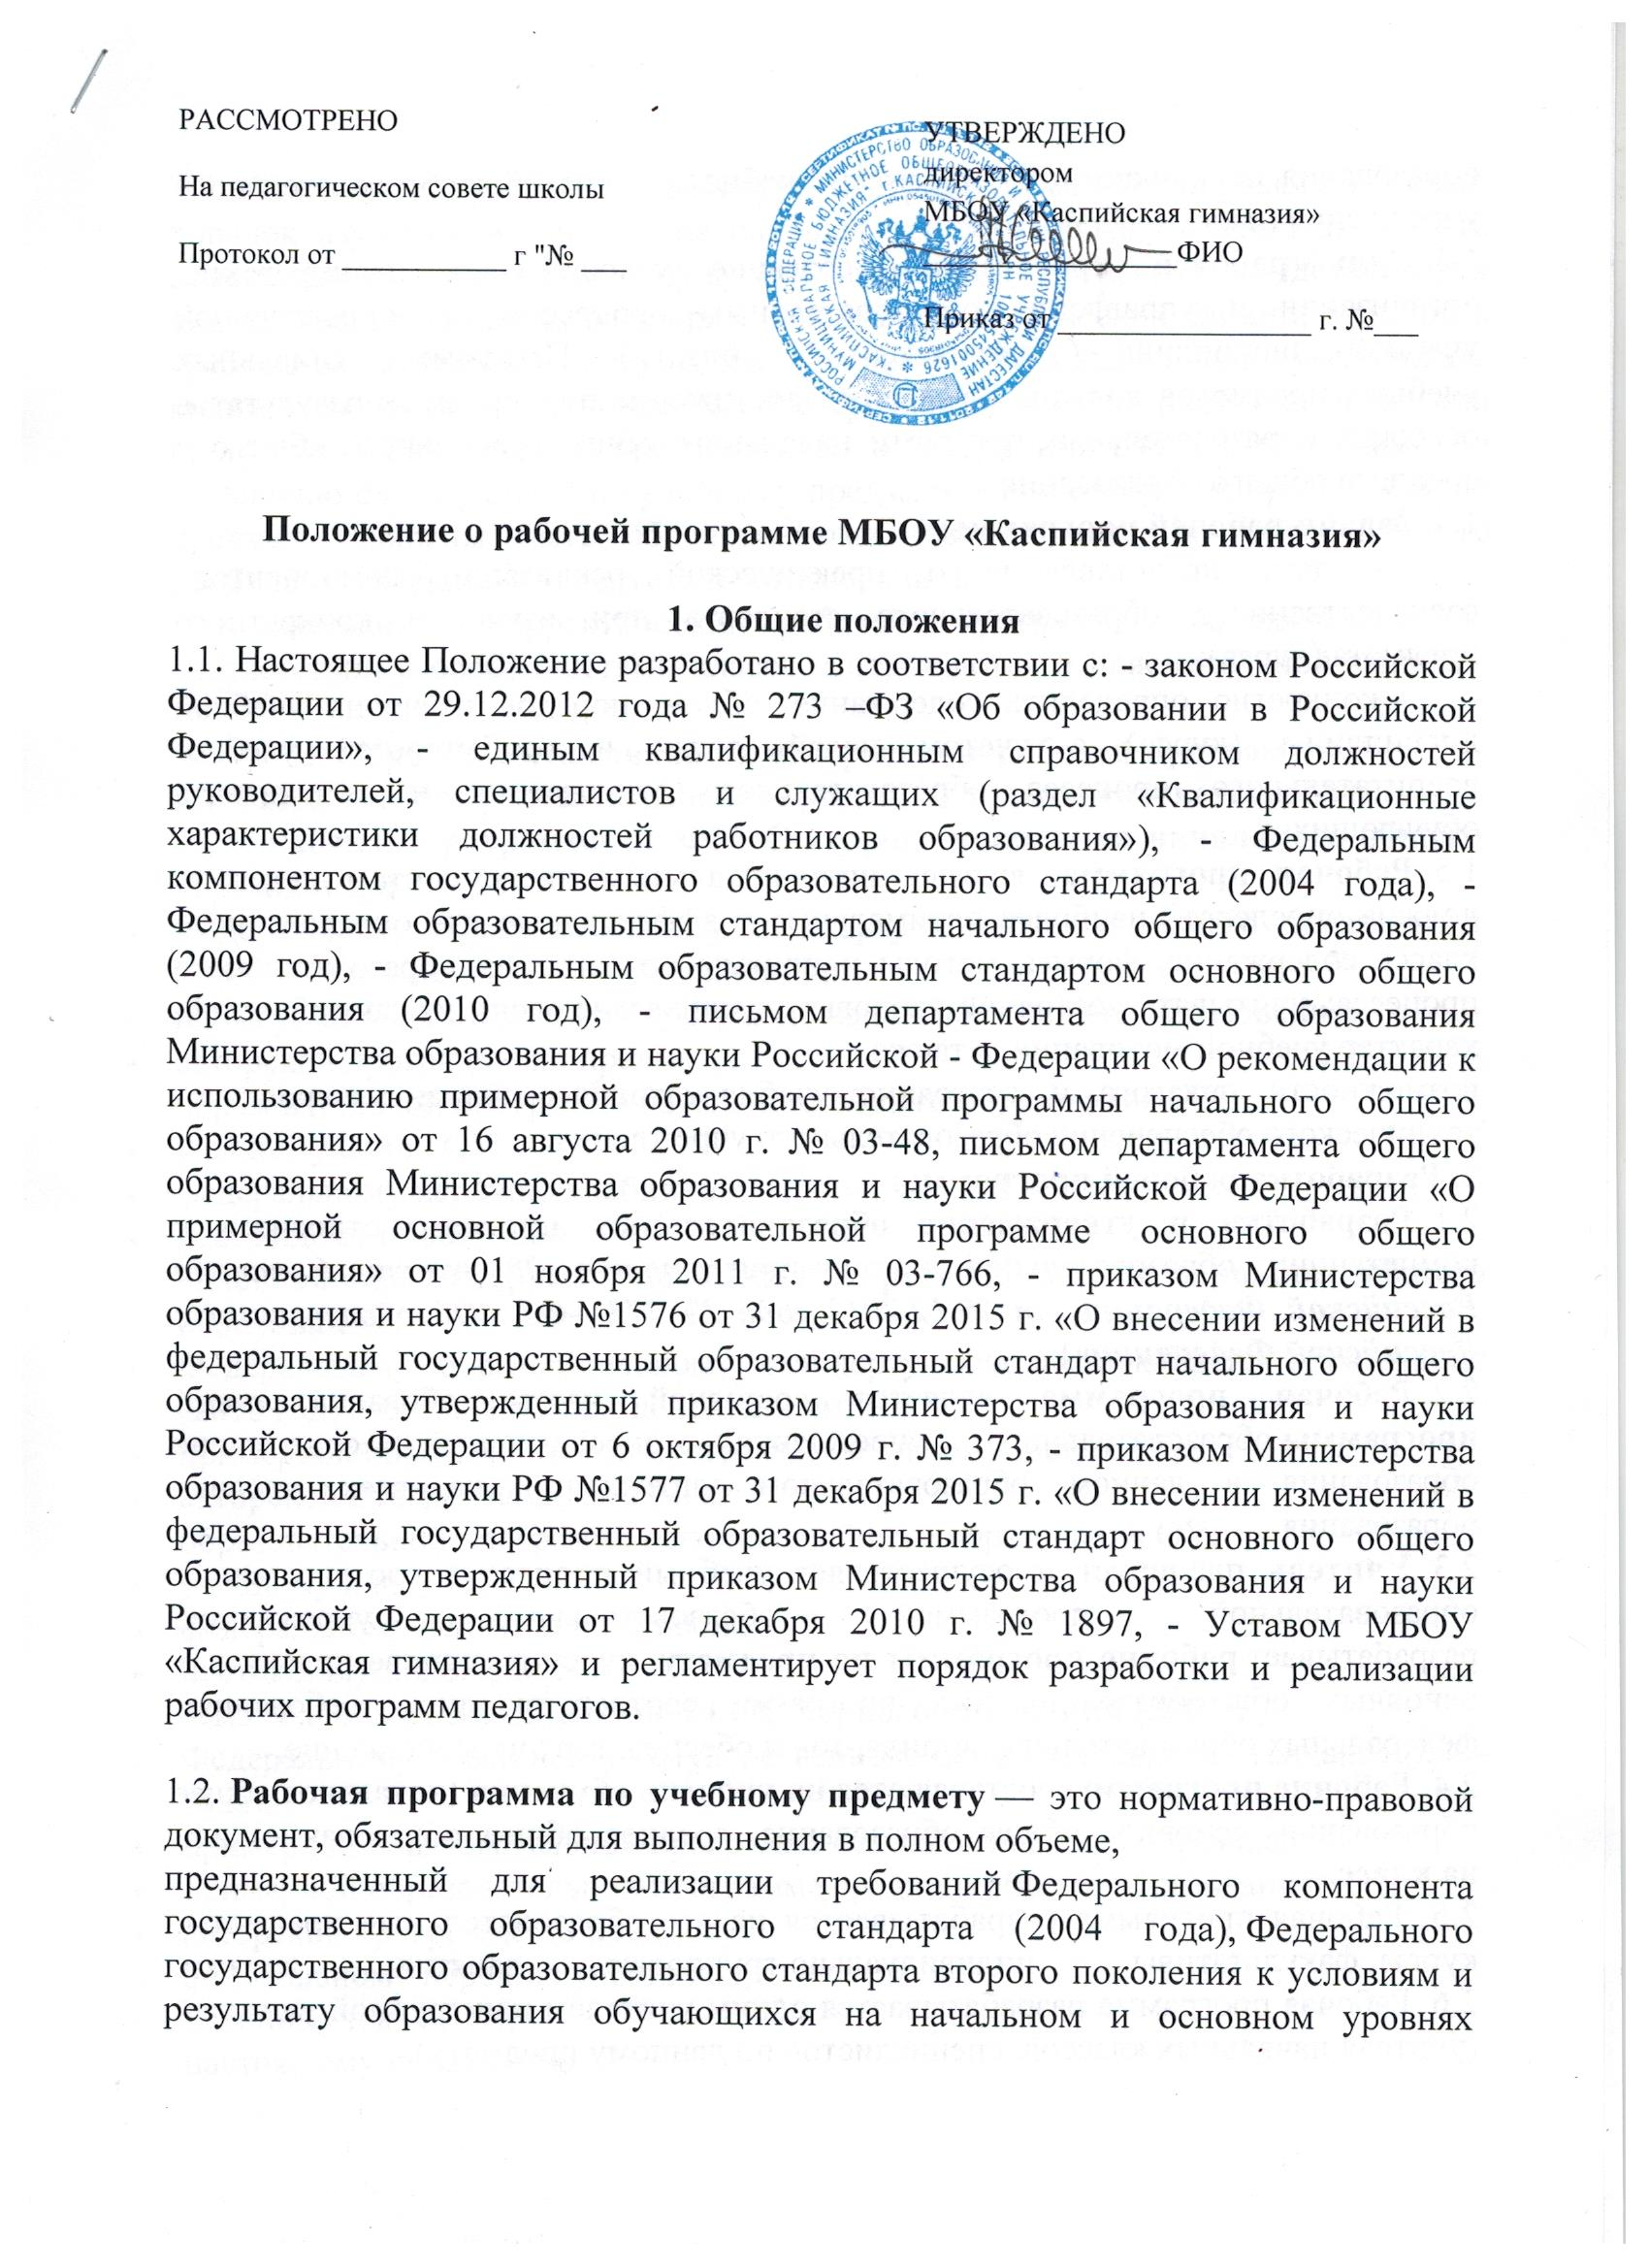 РАССМОТРЕНО
На педагогическом совете школы
Протокол от ___________ г "№ ___
УТВЕРЖДЕНО
директором
МБОУ «Каспийская гимназия»
_________________ФИО
Приказ от _________________ г. №___
Положение о рабочей программе МБОУ «Каспийская гимназия»
1. Общие положения
1.1. Настоящее Положение разработано в соответствии с: - законом Российской
Федерации от 29.12.2012 года № 273 –ФЗ «Об образовании в Российской
Федерации», - единым квалификационным справочником должностей
руководителей, специалистов и служащих (раздел «Квалификационные
характеристики должностей работников образования»), - Федеральным
компонентом государственного образовательного стандарта (2004 года), -
Федеральным образовательным стандартом начального общего образования
(2009 год), - Федеральным образовательным стандартом основного общего
образования (2010 год), - письмом департамента общего образования
Министерства образования и науки Российской - Федерации «О рекомендации к
использованию примерной образовательной программы начального общего
образования» от 16 августа 2010 г. № 03-48, письмом департамента общего
образования Министерства образования и науки Российской Федерации «О
примерной основной образовательной программе основного общего
образования» от 01 ноября 2011 г. № 03-766, - приказом Министерства
образования и науки РФ №1576 от 31 декабря 2015 г. «О внесении изменений в
федеральный государственный образовательный стандарт начального общего
образования, утвержденный приказом Министерства образования и науки
Российской Федерации от 6 октября 2009 г. № 373, - приказом Министерства
образования и науки РФ №1577 от 31 декабря 2015 г. «О внесении изменений в
федеральный государственный образовательный стандарт основного общего
образования, утвержденный приказом Министерства образования и науки
Российской Федерации от 17 декабря 2010 г. № 1897, - Уставом МБОУ
«Каспийская гимназия» и регламентирует порядок разработки и реализации
рабочих программ педагогов.
1.2. Рабочая программа по учебному предмету — это нормативно-правовой
документ, обязательный для выполнения в полном объеме,
предназначенный для реализации требований Федерального компонента
государственного образовательного стандарта (2004 года), Федерального
государственного образовательного стандарта второго поколения к условиям и
результату образования обучающихся на начальном и основном уровнях